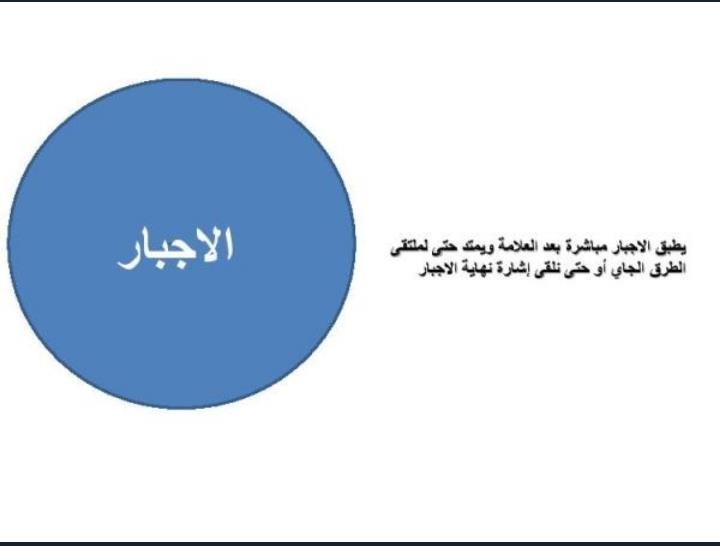 الاجبار
يطبق الاجبار مباشرة بعد العلامة ويمتد حتى لملتقى
الطرق الجاي أو حتى نلقى إشارة نهاية الاجبار